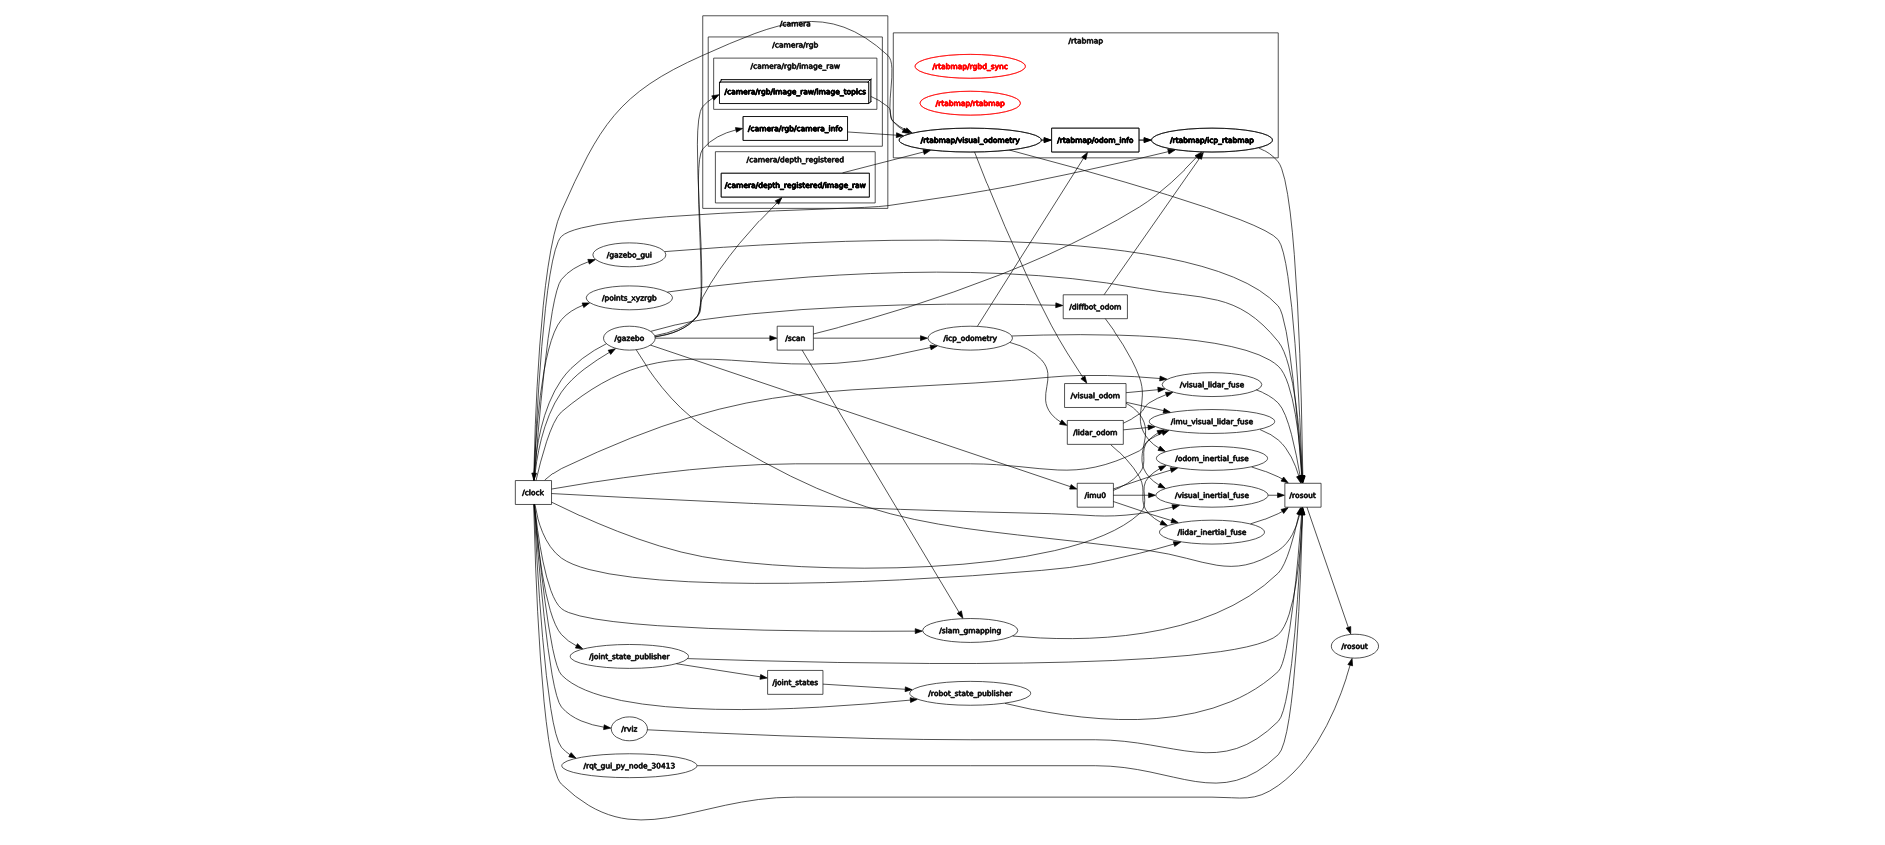 /camera
/camera/rgb
/camera/rgb/image_raw
/camera/rgb/image_raw/image_topics
/camera/rgb/camera_info
/camera/depth_registered
/camera/depth_registered/image_raw
/rtabmap
/rtabmap/rgbd_sync
/rtabmap/rtabmap
/rtabmap/visual_odometry
/rtabmap/odom_info
/rtabmap/icp_rtabmap
/gazebo_gui
/points_xyzrgb
/diffbot_odom
/gazebo
/scan
/icp_odometry
/visual_lidar_fuse
/visual_odom
/imu_visual_lidar_fuse
/lidar_odom
/odom_inertial_fuse
/clock
/imu0
/visual_inertial_fuse
/rosout
/lidar_inertial_fuse
/slam_gmapping
/rosout
/joint_state_publisher
/joint_states
/robot_state_publisher
/rviz
/rqt_gui_py_node_30413